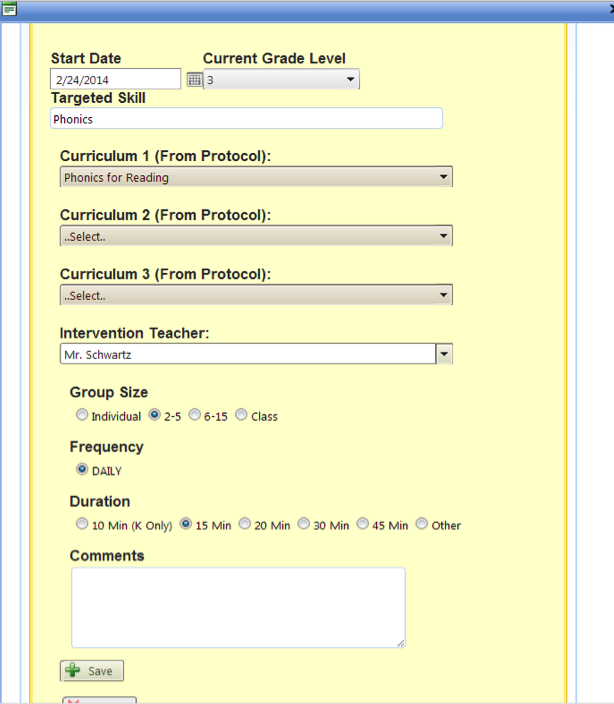 Start Date Current Grade Level
2/24/2014 3
Targeted Skill
Phonics
Curriculum 1 (From Protocol):
Phonics for Reading
Curriculum 2 (From Protocol):
..Select..
Curriculum 3 (From Protocol):
..Select..
Intervention Teacher:
Mr. Schwartz
Group Size
Individual 2-5 6-15 Class
Frequency
DAILY
Duration
10 Min (K Only) 15 Min 20 Min 30 Min 45 Min Other
Comments
Save